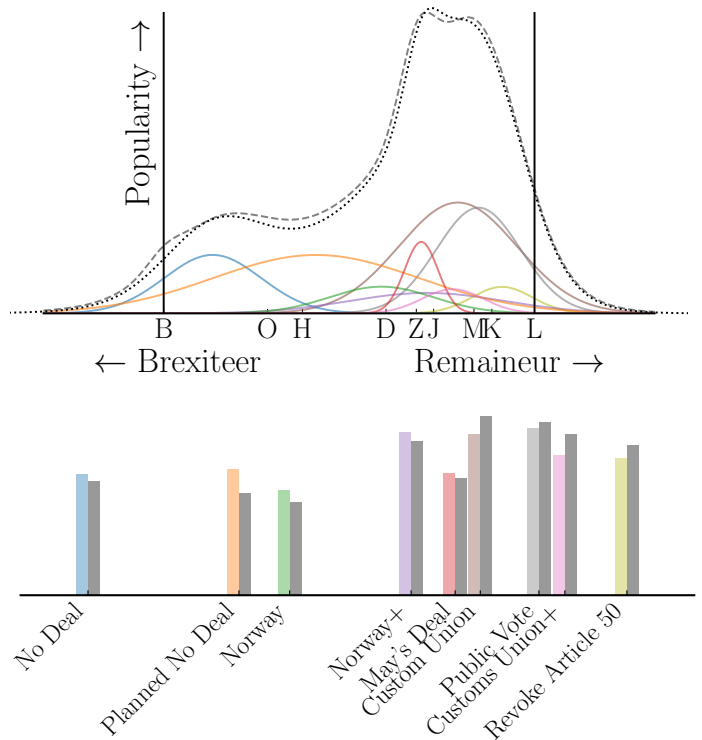 Popularity →
B O H D Z J M K L
← Brexiteer Remaineur →
No Deal
Planned No Deal
Norway
Norway+
May's Deal
Custom Union
Public Vote
Customs Union+
Revoke Article 50